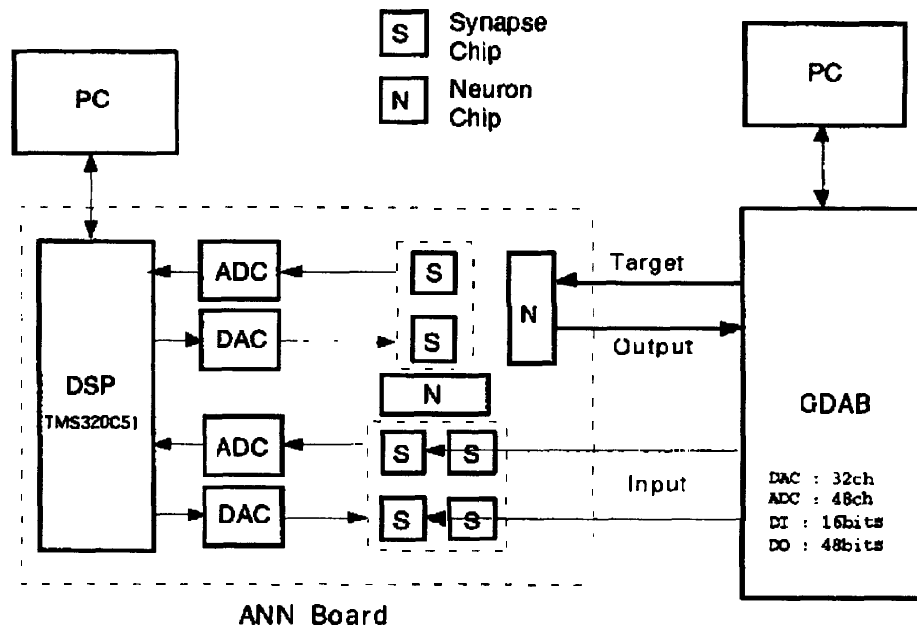 S Synapse
Chip
N Neuron
Chip
PC
PC
ADC
S
Target
N
DAC
S
Output
DSP
TMS320C51
N
GDAB
ADC
S S
Input
DAC : 32ch
ADC : 48ch
DI : 16bits
DO : 48bits
DAC
S S
ANN Board